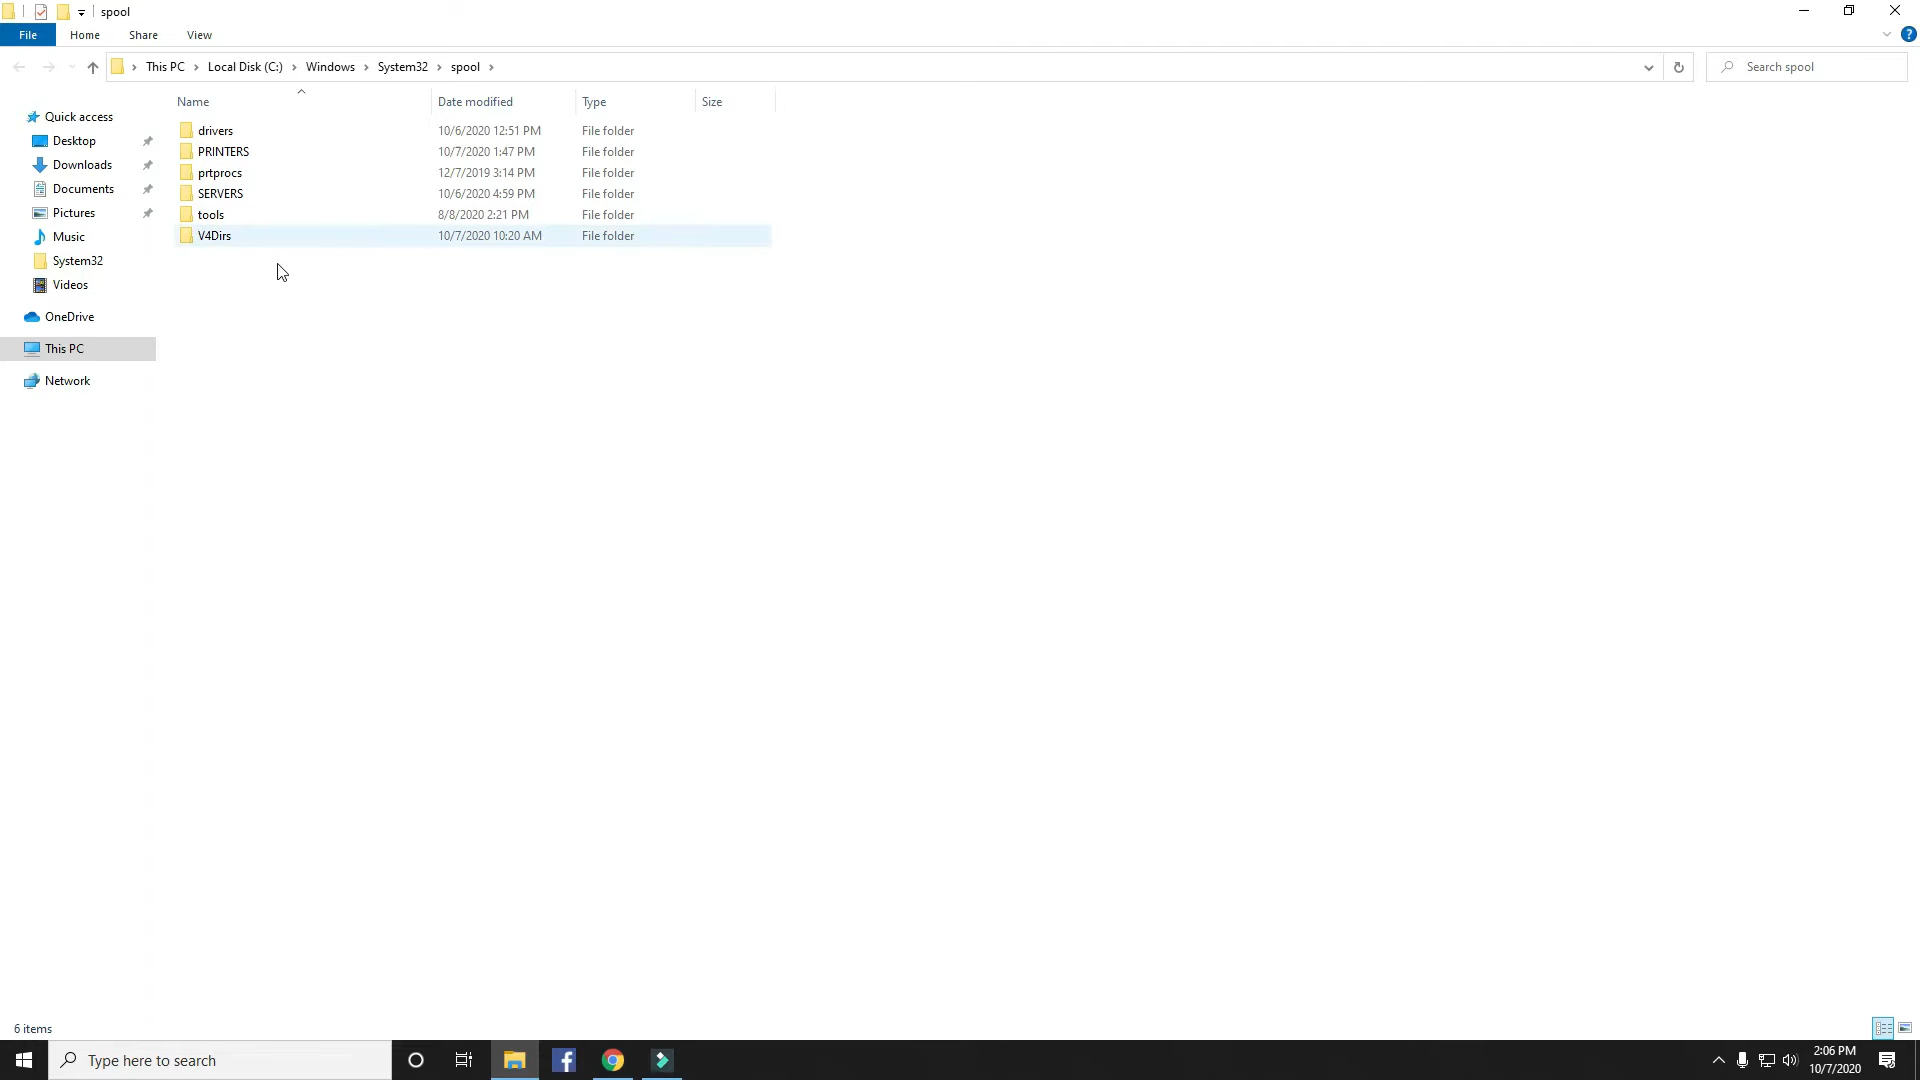 spool
File Home Share View
This PC Local Disk (C:) Windows System32 spool
Search spool
Name Date modified Type Size
drivers 10/6/2020 12:51 PM File folder
PRINTERS 10/7/2020 1:47 PM File folder
prtprocs 12/7/2019 3:14 PM File folder
SERVERS 10/6/2020 4:59 PM File folder
tools 8/8/2020 2:21 PM File folder
V4Dirs 10/7/2020 10:20 AM File folder
Quick access
Desktop
Downloads
Documents
Pictures
Music
System32
Videos
OneDrive
This PC
Network
6 items
Type here to search
2:06 PM
10/7/2020